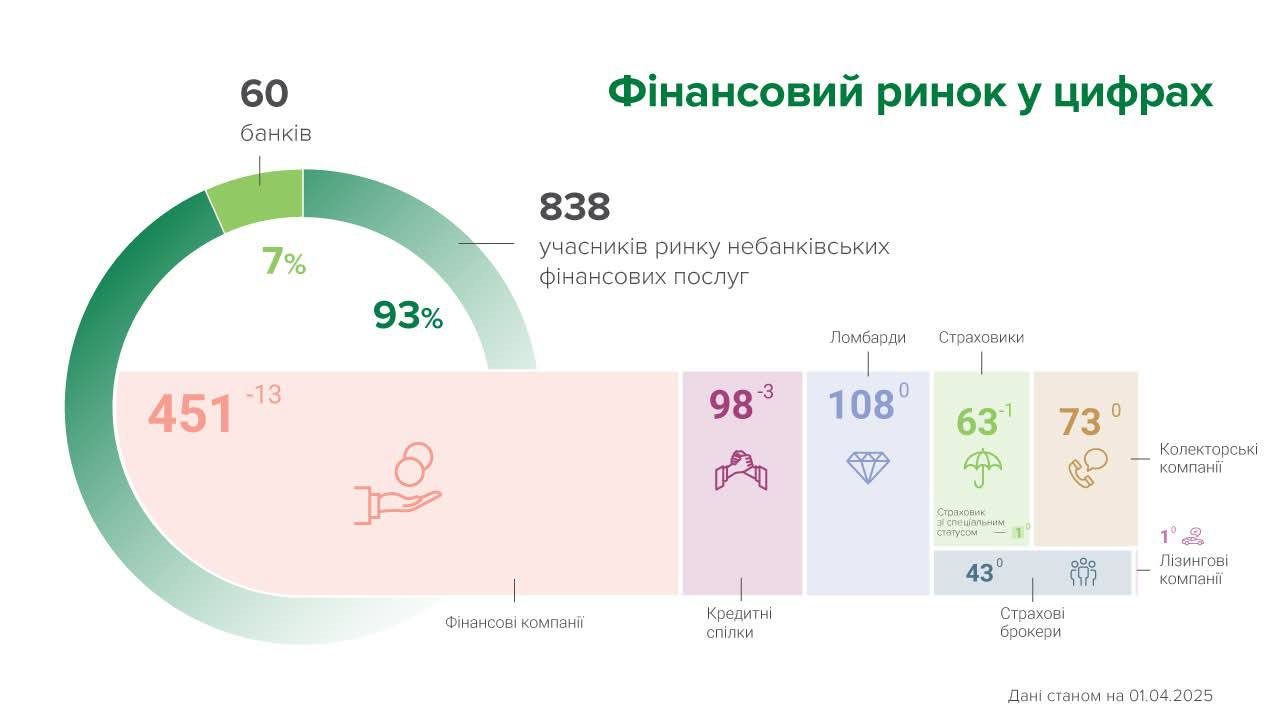 Фінансовий ринок у цифрах
60
банків
7%
93%
838
учасників ринку небанківських
фінансових послуг
451 -13
Фінансові компанії
98 -3
Кредитні
спілки
Ломбарди
108 0
Страховики
63 -1
Страховик
зі спеціальним
статусом
1 0
73 0
Колекторські
компанії
1 0
Лізингові
компанії
43 0
Страхові
брокери
Дані станом на 01.04.2025